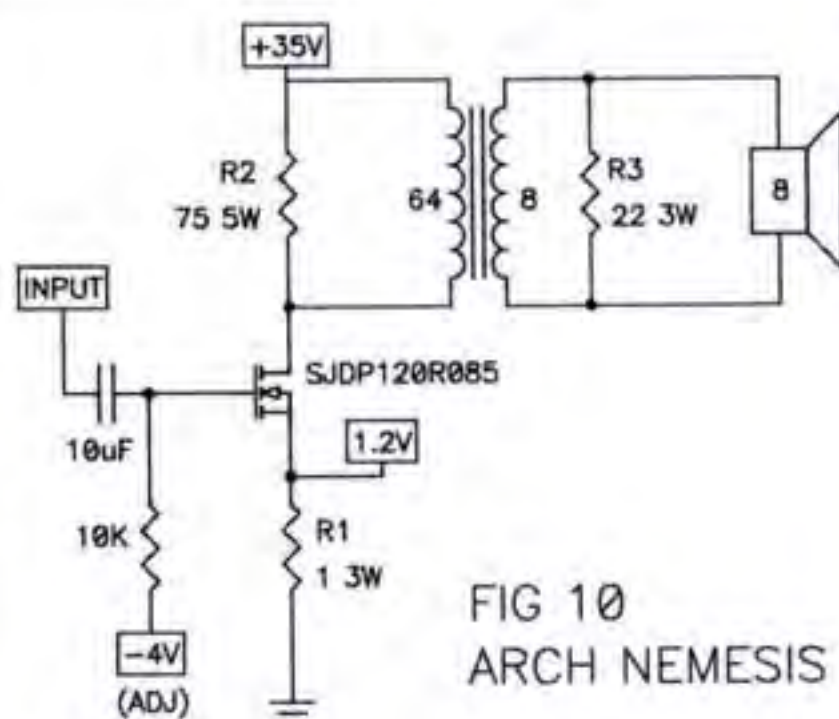 +35V
R2
75 5W
64
8
R3
22 3W
8
INPUT
SJDP120R085
10uF
1.2V
10K
R1
1 3W
-4V
(ADJ)
FIG 10
ARCH NEMESIS